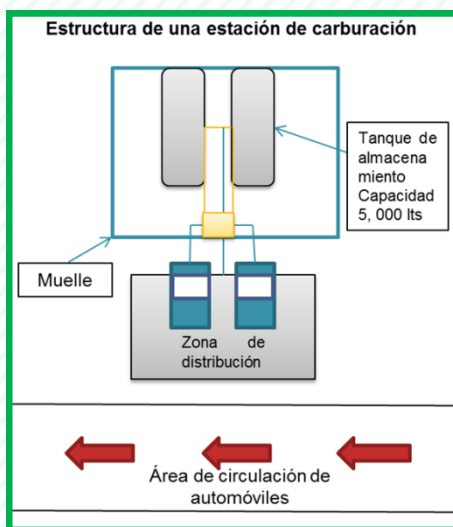 Estructura de una estación de carburación
Tanque de
almacena
miento
Capacidad
5, 000 lts
Muelle
Zona de
distribución
Área de circulación de
automóviles